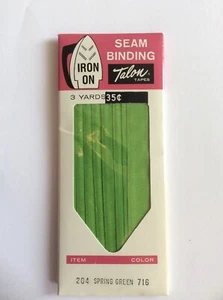 IRON
ON
SEAM
BINDING
Talon
TAPES
3 YARDS 35¢
ITEM COLOR
204 SPRING GREEN 716